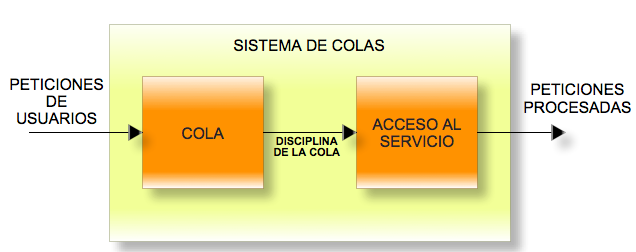 SISTEMA DE COLAS
PETICIONES
DE
USUARIOS
COLA
DISCIPLINA
DE LA COLA
ACCESO AL
SERVICIO
PETICIONES
PROCESADAS